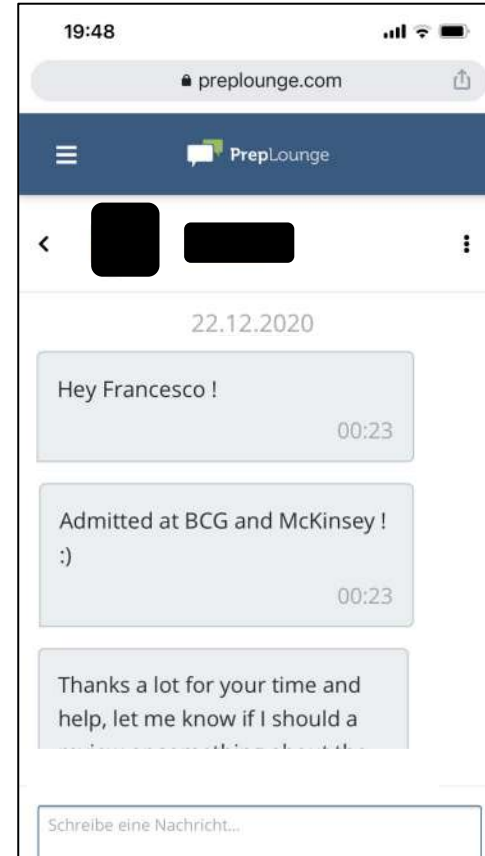 19:48
preplounge.com
PrepLounge
22.12.2020
Hey Francesco !
00:23
Admitted at BCG and McKinsey !
:)
00:23
Thanks a lot for your time and
help, let me know if I should a
Schreibe eine Nachricht...